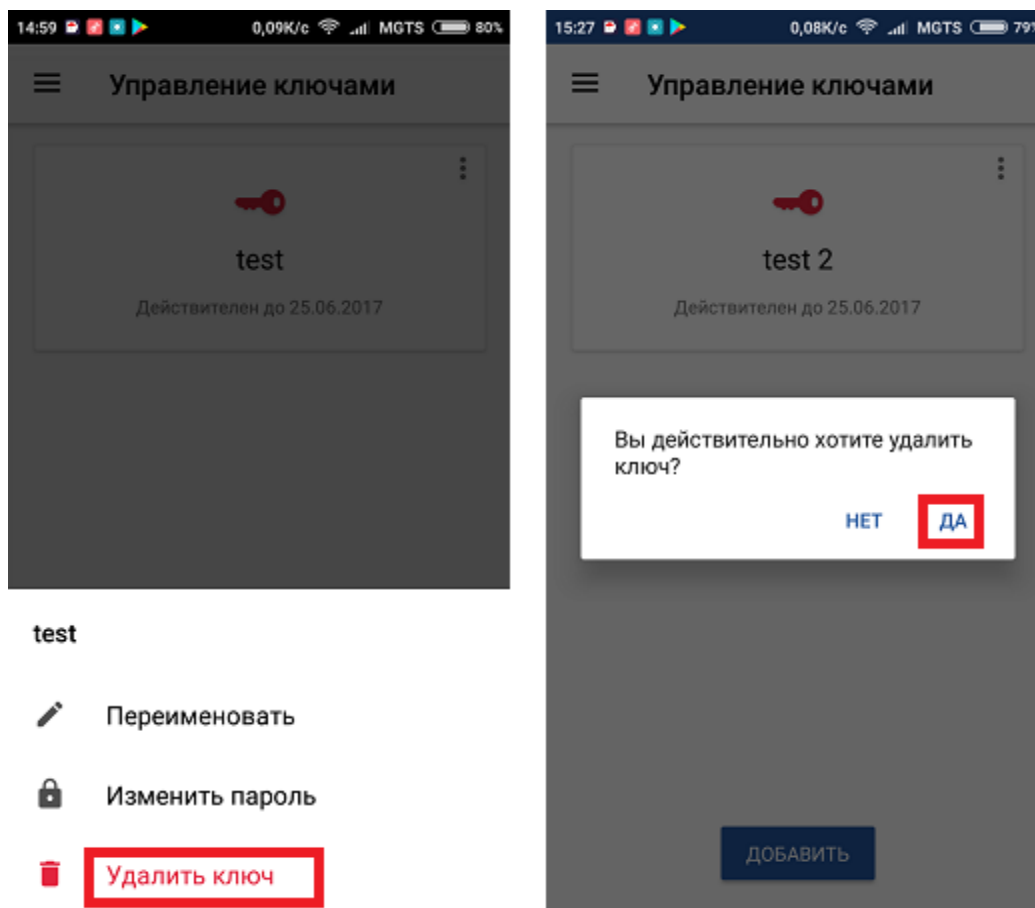 14:59 0,09K/c MGTS 80%
Управление ключами
test
Действителен до 25.06.2017
test
Переименовать
Изменить пароль
Удалить ключ
15:27 0,08K/c MGTS 79%
Управление ключами
test 2
Действителен до 25.06.2017
Вы действительно хотите удалить
ключ?
НЕТ ДА
ДОБАВИТЬ